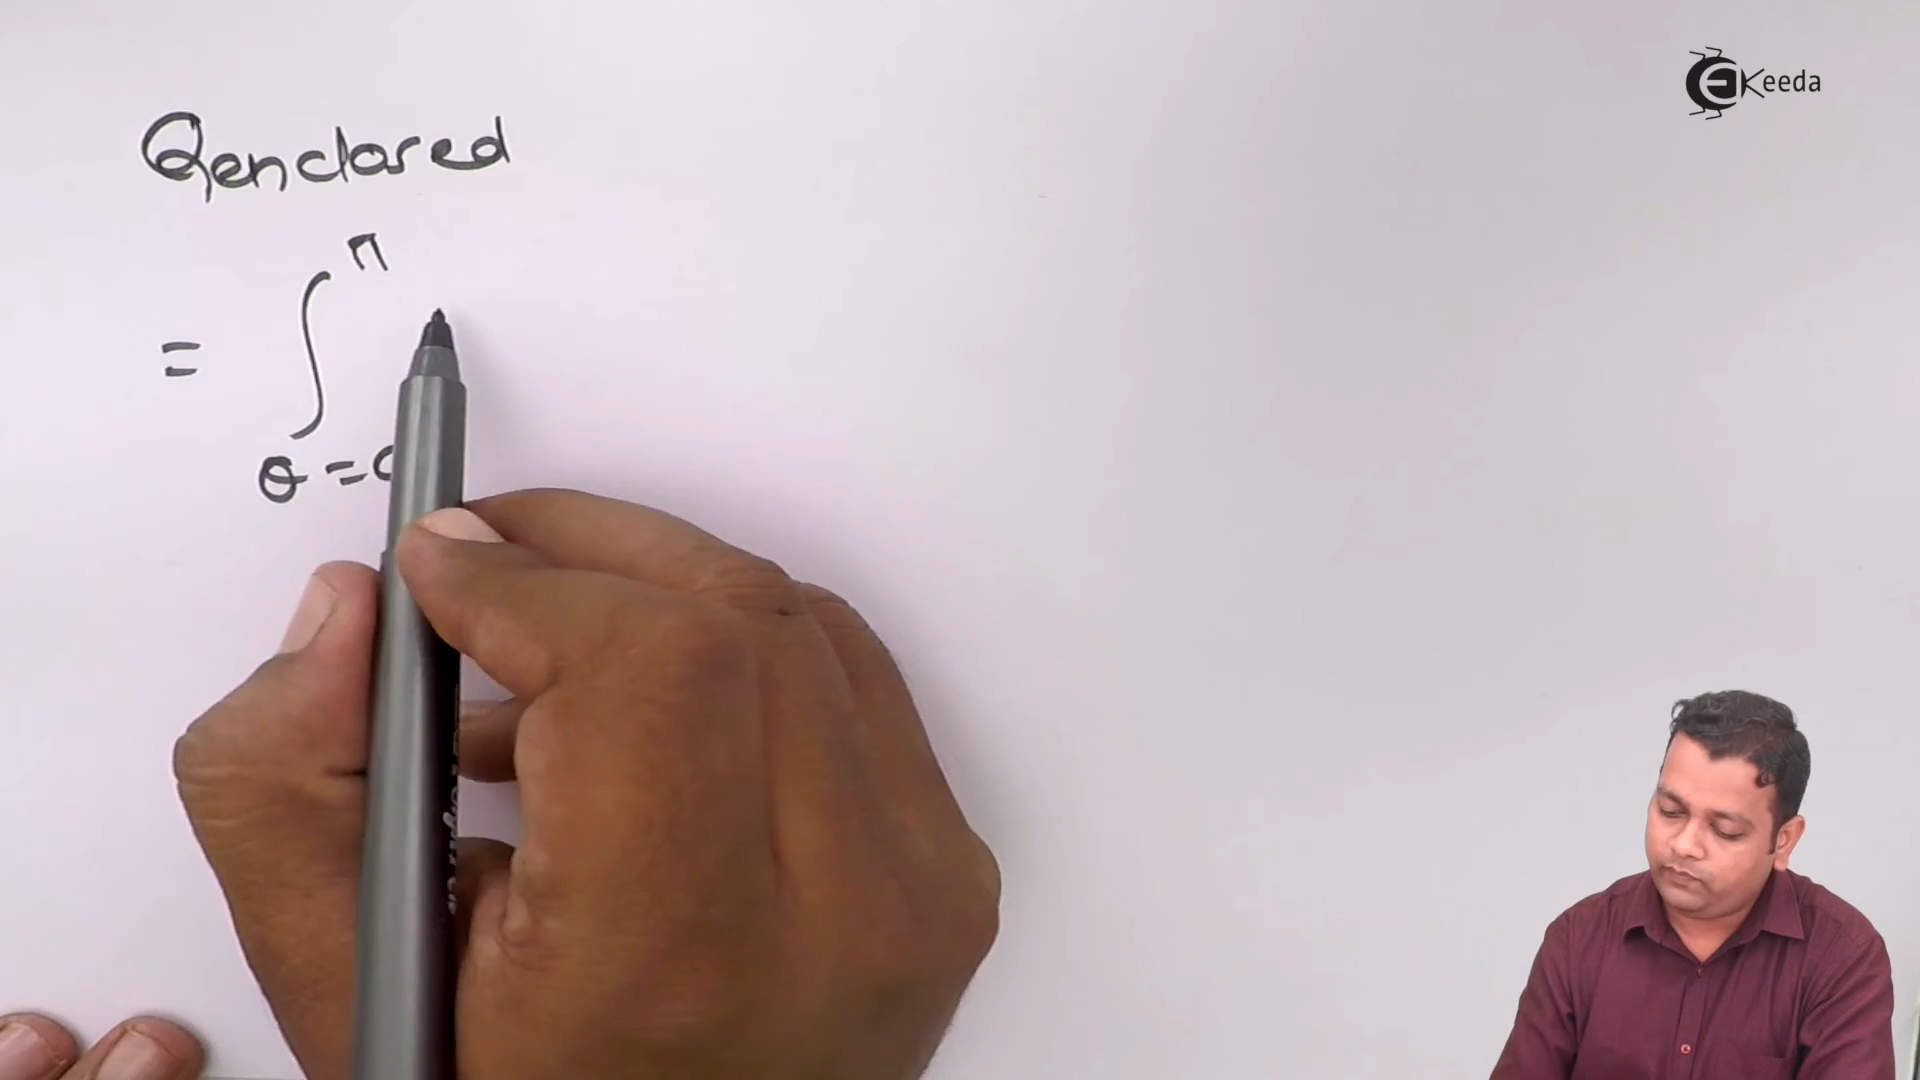 EKeeda
Qenclosed
π
= ∫
θ = 0